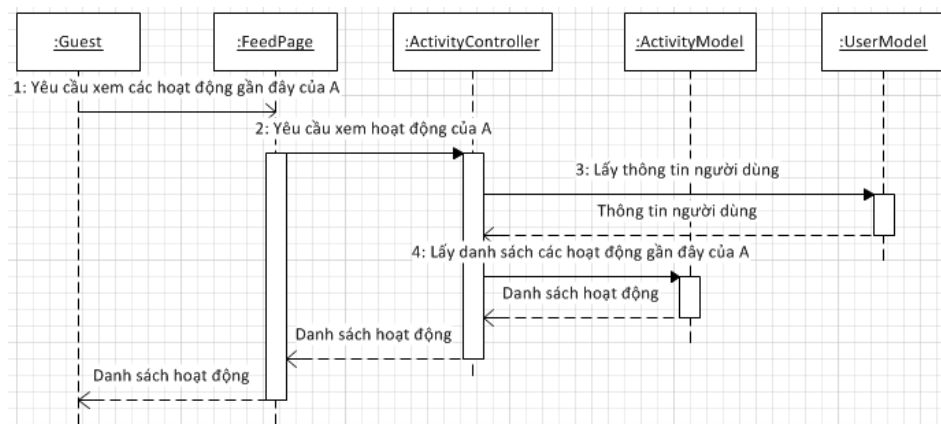 :Guest
:FeedPage
:ActivityController
:ActivityModel
:UserModel
1: Yêu cầu xem các hoạt động gần đây của A
2: Yêu cầu xem hoạt động của A
3: Lấy thông tin người dùng
Thông tin người dùng
4: Lấy danh sách các hoạt động gần đây của A
Danh sách hoạt động
Danh sách hoạt động
Danh sách hoạt động